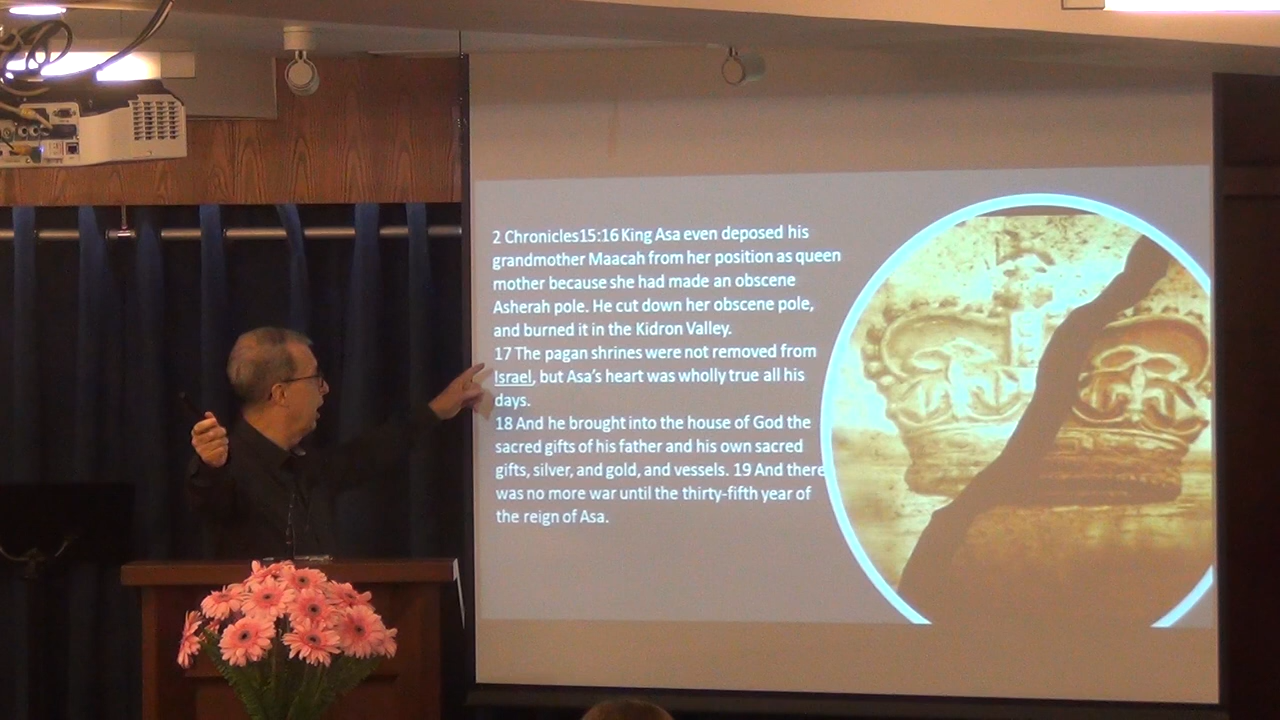 2 Chronicles15:16 King Asa even deposed his
grandmother Maacah from her position as queen
mother because she had made an obscene
Asherah pole. He cut down her obscene pole,
and burned it in the Kidron Valley.
17 The pagan shrines were not removed from
Israel, but Asa's heart was wholly true all his
days.
18 And he brought into the house of God the
sacred gifts of his father and his own sacred
gifts, silver, and gold, and vessels. 19 And there
was no more war until the thirty-fifth year of
the reign of Asa.